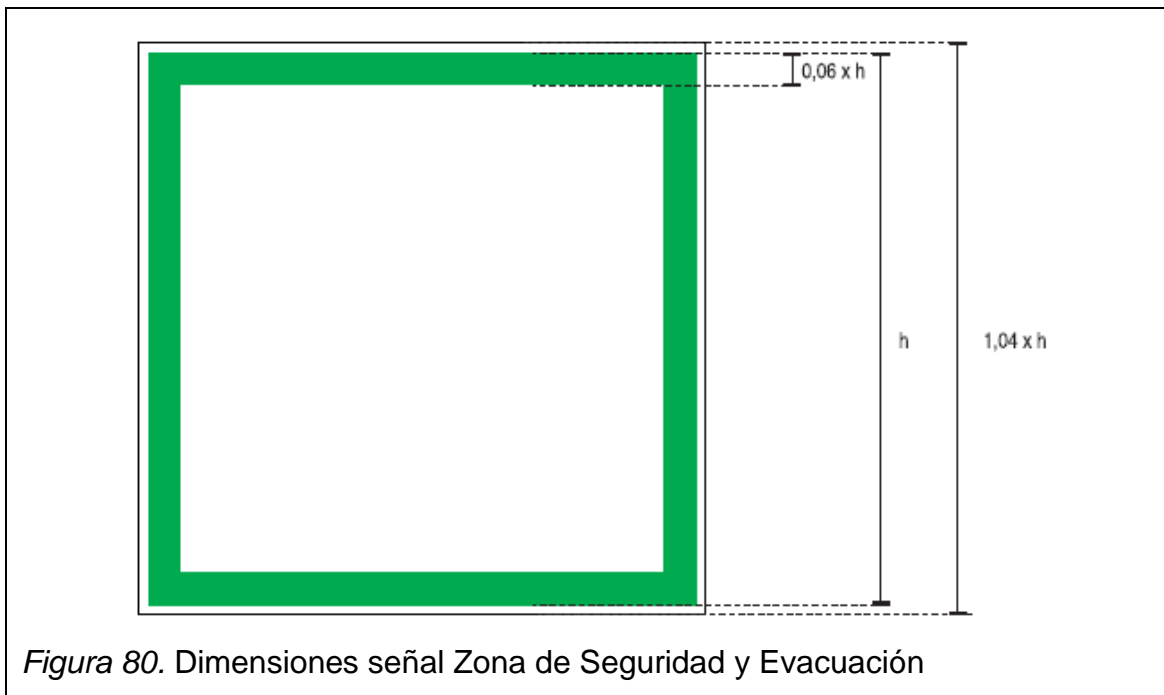 0,06 x h
h
1,04 x h
Figura 80. Dimensiones señal Zona de Seguridad y Evacuación